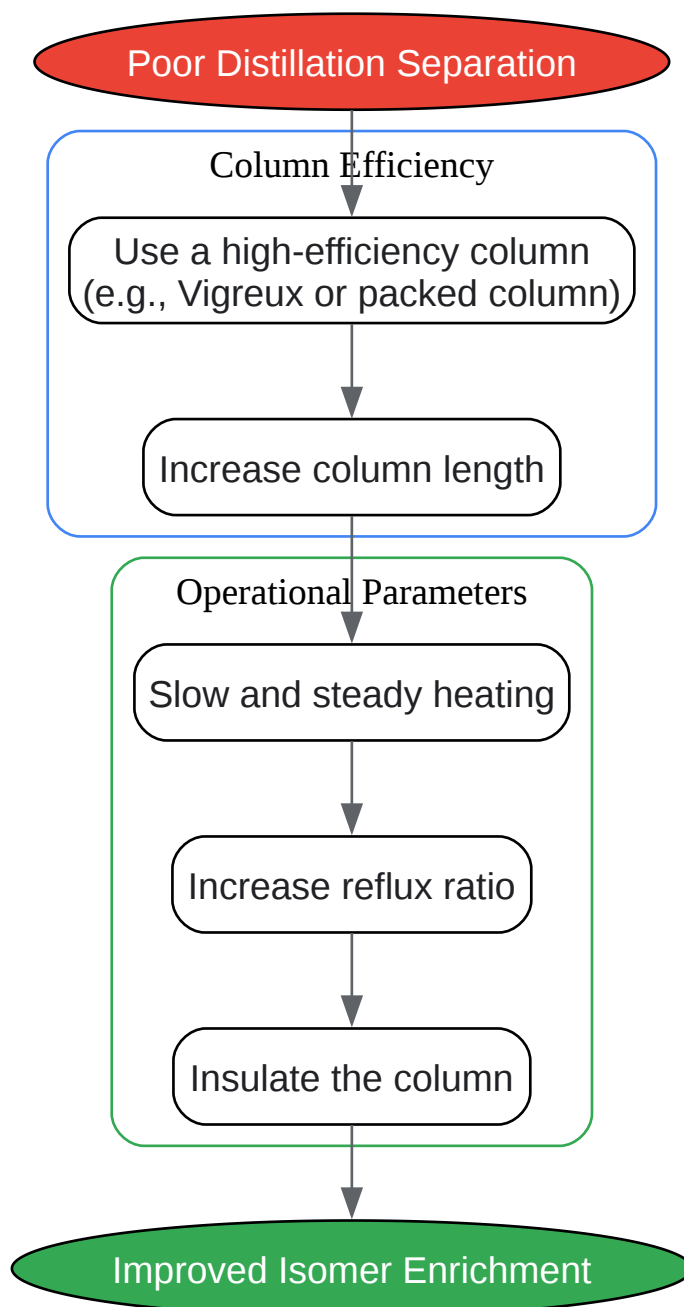 Poor Distillation Separation
Column Efficiency
Use a high-efficiency column
(e.g., Vigreux or packed column)
Increase column length
Operational Parameters
Slow and steady heating
Increase reflux ratio
Insulate the column
Improved Isomer Enrichment